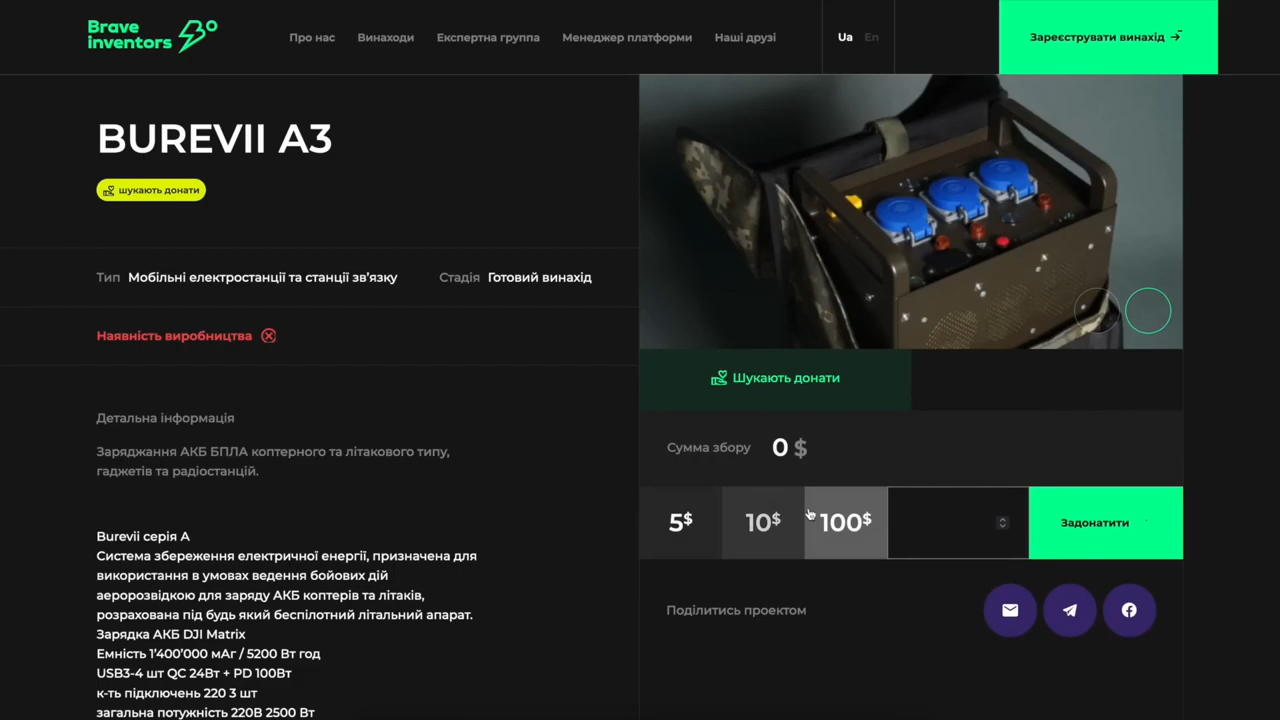 Brave
inventors
Про нас
Винаходи
Експертна группа
Менеджер платформи
Наші друзі
Ua
En
Зареєструвати винахід
BUREVII A3
шукають донати
Тип Мобільні електростанції та станції зв'язку
Стадія Готовий винахід
Наявність виробництва
Детальна інформація
Заряджання АКБ БПЛА коптерного та літакового типу,
гаджетів та радіостанцій.
Burevii серія А
Система збереження електричної енергії, призначена для
використання в умовах ведення бойових дій
аеророзвідкою для заряду АКБ коптерів та літаків,
розрахована під будь який беспілотний літальний апарат.
Зарядка АКБ DJI Matrix
Емність 1'400'000 мАг / 5200 Вт год
USB3-4 шт QC 24Вт + PD 100Вт
к-ть підключень 220 3 шт
загальна потужність 220В 2500 Вт
Шукають донати
Сумма збору 0 $
5$ 10$ 100$
Задонатити
Поділитись проектом